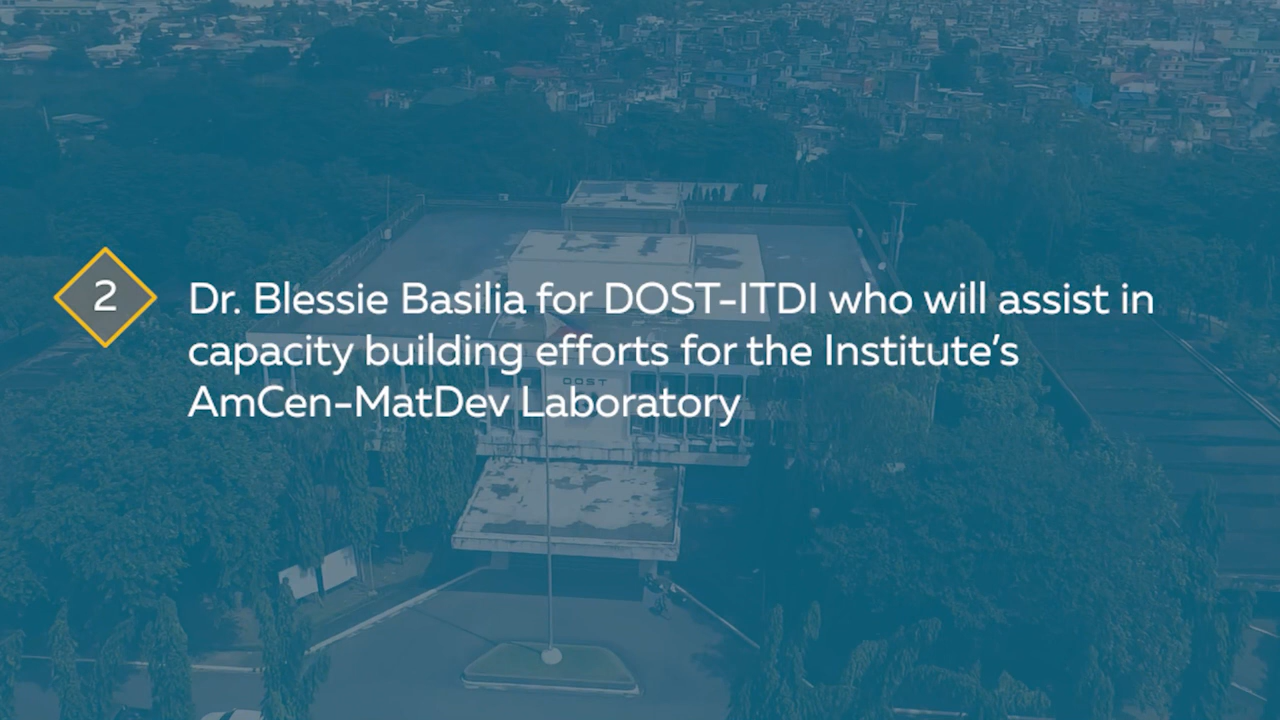 2
Dr. Blessie Basilia for DOST-ITDI who will assist in
capacity building efforts for the Institute's
AmCen-MatDev Laboratory
DOST